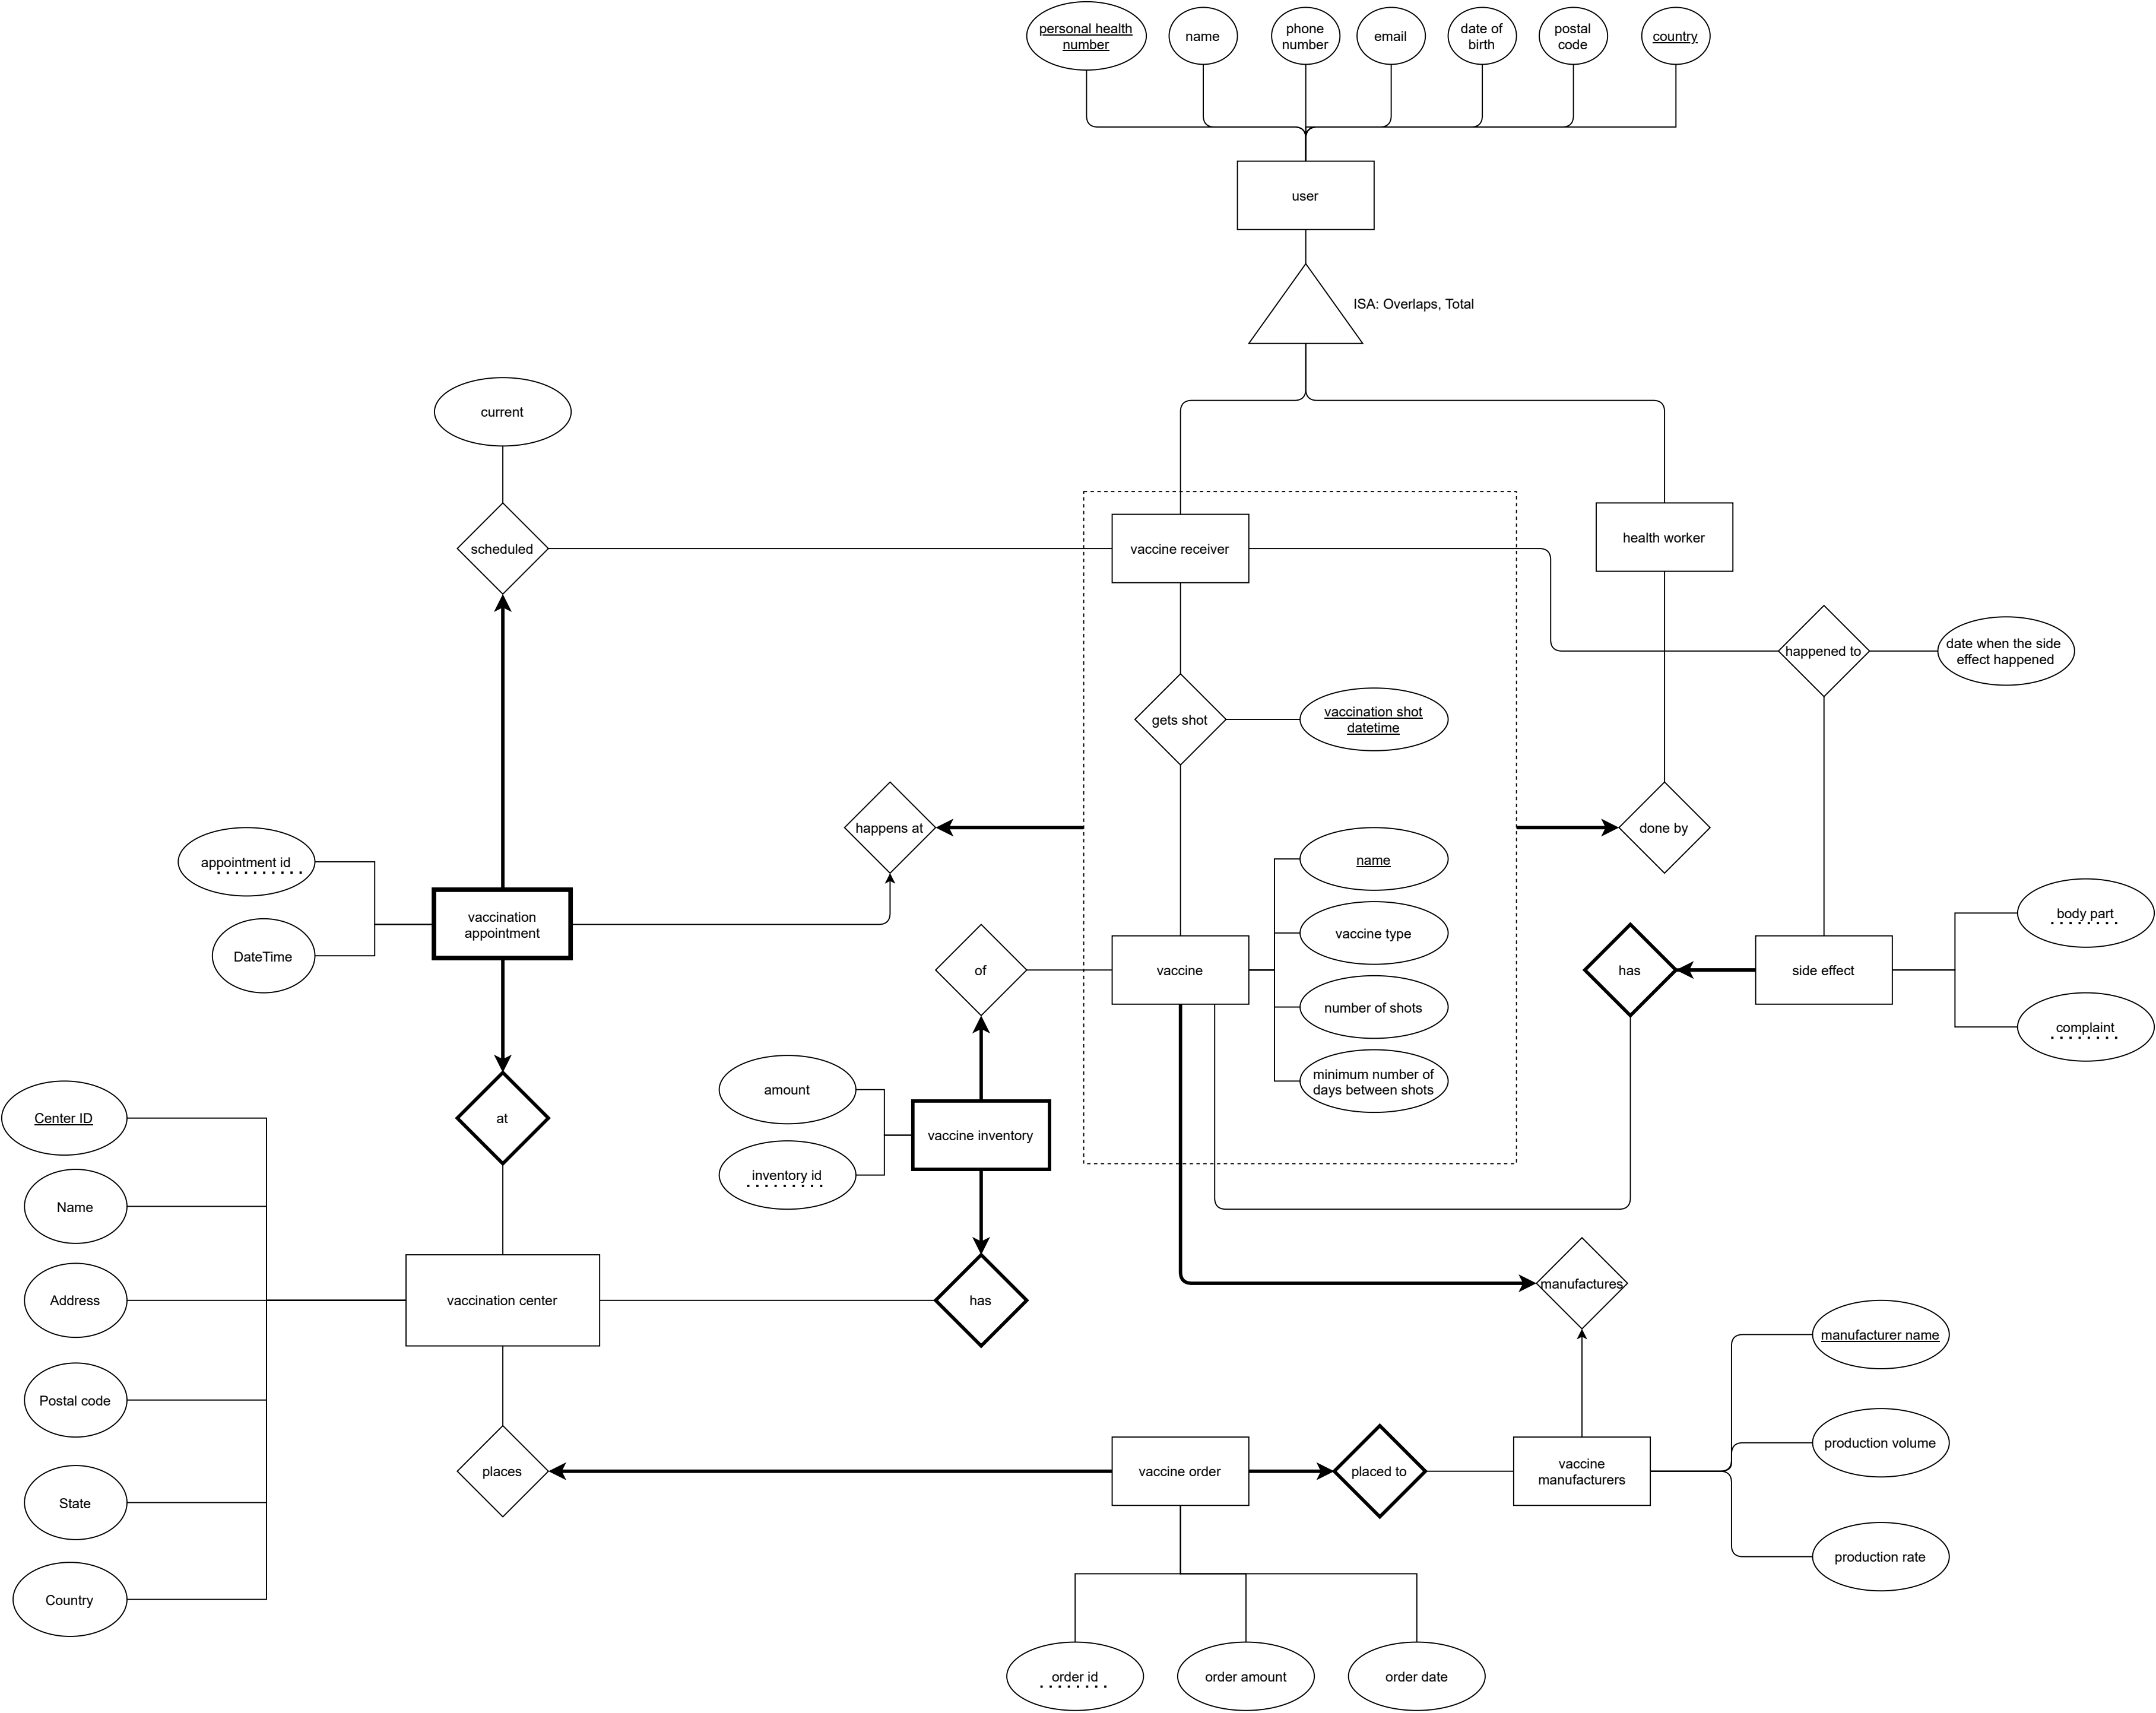 personal health
number
name
phone
number
email
date of
birth
postal
code
country
user
ISA: Overlaps, Total
current
scheduled
vaccine receiver
health worker
happened to
date when the side
effect happened
gets shot
vaccination shot
datetime
happens at
done by
name
appointment id
vaccination
appointment
DateTime
vaccine type
body part
of
vaccine
has
side effect
number of shots
complaint
minimum number of
days between shots
amount
vaccine inventory
inventory id
at
Center ID
Name
Address
vaccination center
has
manufactures
manufacturer name
Postal code
production volume
places
vaccine order
placed to
vaccine
manufacturers
State
production rate
Country
order id
order amount
order date